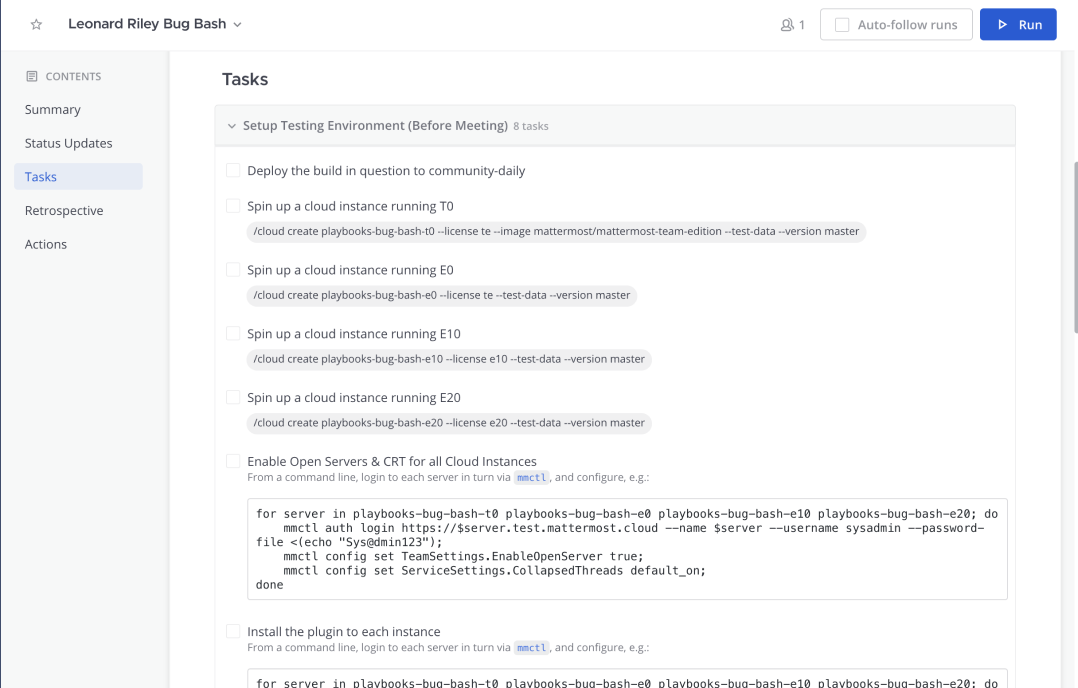 Leonard Riley Bug Bash
1
Auto-follow runs
Run
CONTENTS
Summary
Status Updates
Tasks
Retrospective
Actions
Tasks
Setup Testing Environment (Before Meeting) 8 tasks
Deploy the build in question to community-daily
Spin up a cloud instance running T0
/cloud create playbooks-bug-bash-t0 --license te --image mattermost/mattermost-team-edition --test-data --version master
Spin up a cloud instance running E0
/cloud create playbooks-bug-bash-e0 --license te --test-data --version master
Spin up a cloud instance running E10
/cloud create playbooks-bug-bash-e10 --license e10 --test-data --version master
Spin up a cloud instance running E20
/cloud create playbooks-bug-bash-e20 --license e20 --test-data --version master
Enable Open Servers & CRT for all Cloud Instances
From a command line, login to each server in turn via mmctl, and configure, e.g.:
for server in playbooks-bug-bash-t0 playbooks-bug-bash-e0 playbooks-bug-bash-e10 playbooks-bug-bash-e20; do
    mmctl auth login https://$server.test.mattermost.cloud --name $server --username sysadmin --password-
file <(echo "Sys@dmin123");
    mmctl config set TeamSettings.EnableOpenServer true;
    mmctl config set ServiceSettings.CollapsedThreads default_on;
done
Install the plugin to each instance
From a command line, login to each server in turn via mmctl, and configure, e.g.:
for server in playbooks-bug-bash-t0 playbooks-bug-bash-e0 playbooks-bug-bash-e10 playbooks-bug-bash-e20; do